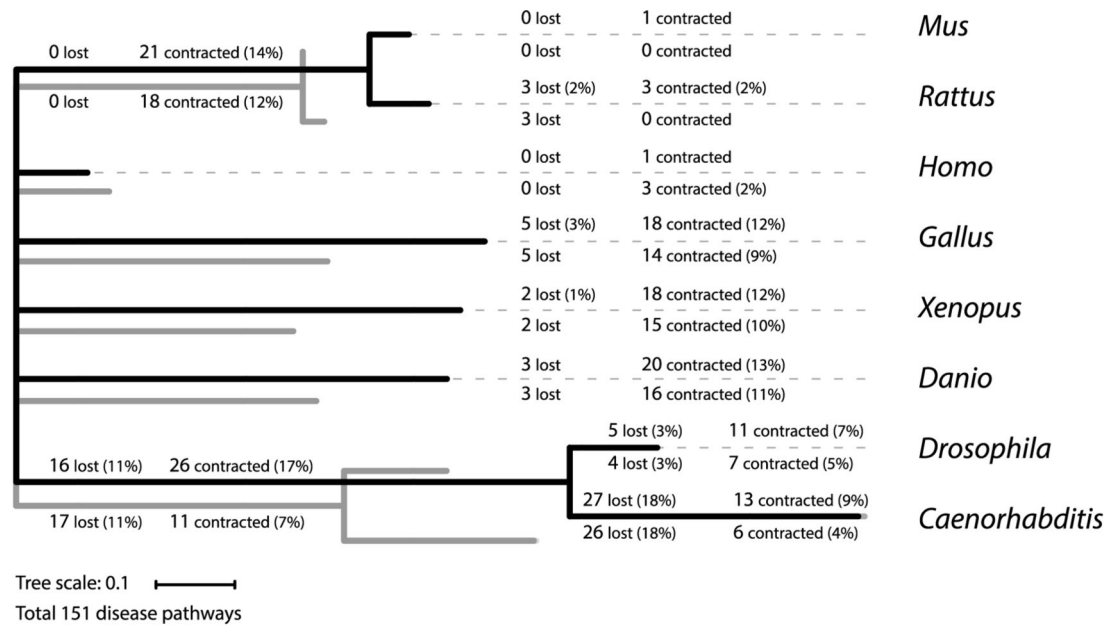 0 lost 1 contracted
Mus
0 lost 21 contracted (14%)
0 lost 0 contracted
3 lost (2%) 3 contracted (2%)
Rattus
0 lost 18 contracted (12%)
3 lost 0 contracted
0 lost 1 contracted
Homo
0 lost 3 contracted (2%)
5 lost (3%) 18 contracted (12%)
Gallus
5 lost 14 contracted (9%)
2 lost (1%) 18 contracted (12%)
Xenopus
2 lost 15 contracted (10%)
3 lost 20 contracted (13%)
Danio
3 lost 16 contracted (11%)
5 lost (3%) 11 contracted (7%)
Drosophila
16 lost (11%) 26 contracted (17%)
4 lost (3%) 7 contracted (5%)
27 lost (18%) 13 contracted (9%)
Caenorhabditis
17 lost (11%) 11 contracted (7%)
26 lost (18%) 6 contracted (4%)
Tree scale: 0.1
Total 151 disease pathways